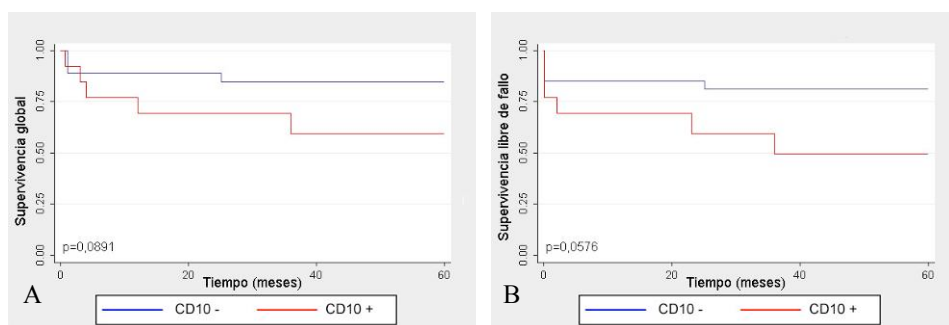 Supervivencia global
1.00
0.75
0.50
0.25
0.00
p=0,0891
0
20
40
60
Tiempo (meses)
A
CD10 -
CD10 +
Supervivencia libre de fallo
1.00
0.75
0.50
0.25
0.00
p=0,0576
0
20
40
60
Tiempo (meses)
B
CD10 -
CD10 +